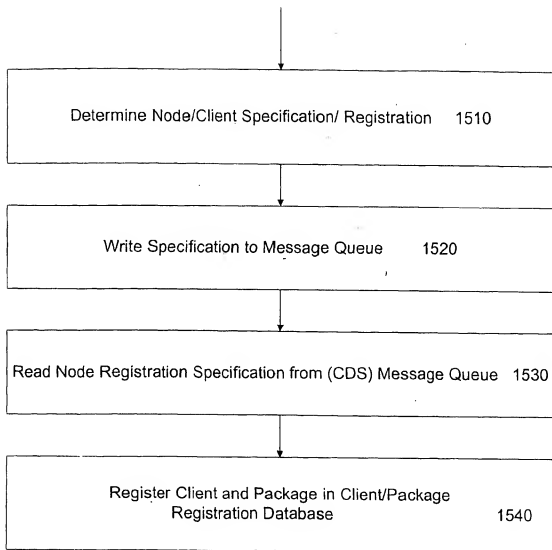 Determine Node/Client Specification/ Registration 1510
Write Specification to Message Queue 1520
Read Node Registration Specification from (CDS) Message Queue 1530
Register Client and Package in Client/Package
Registration Database 1540